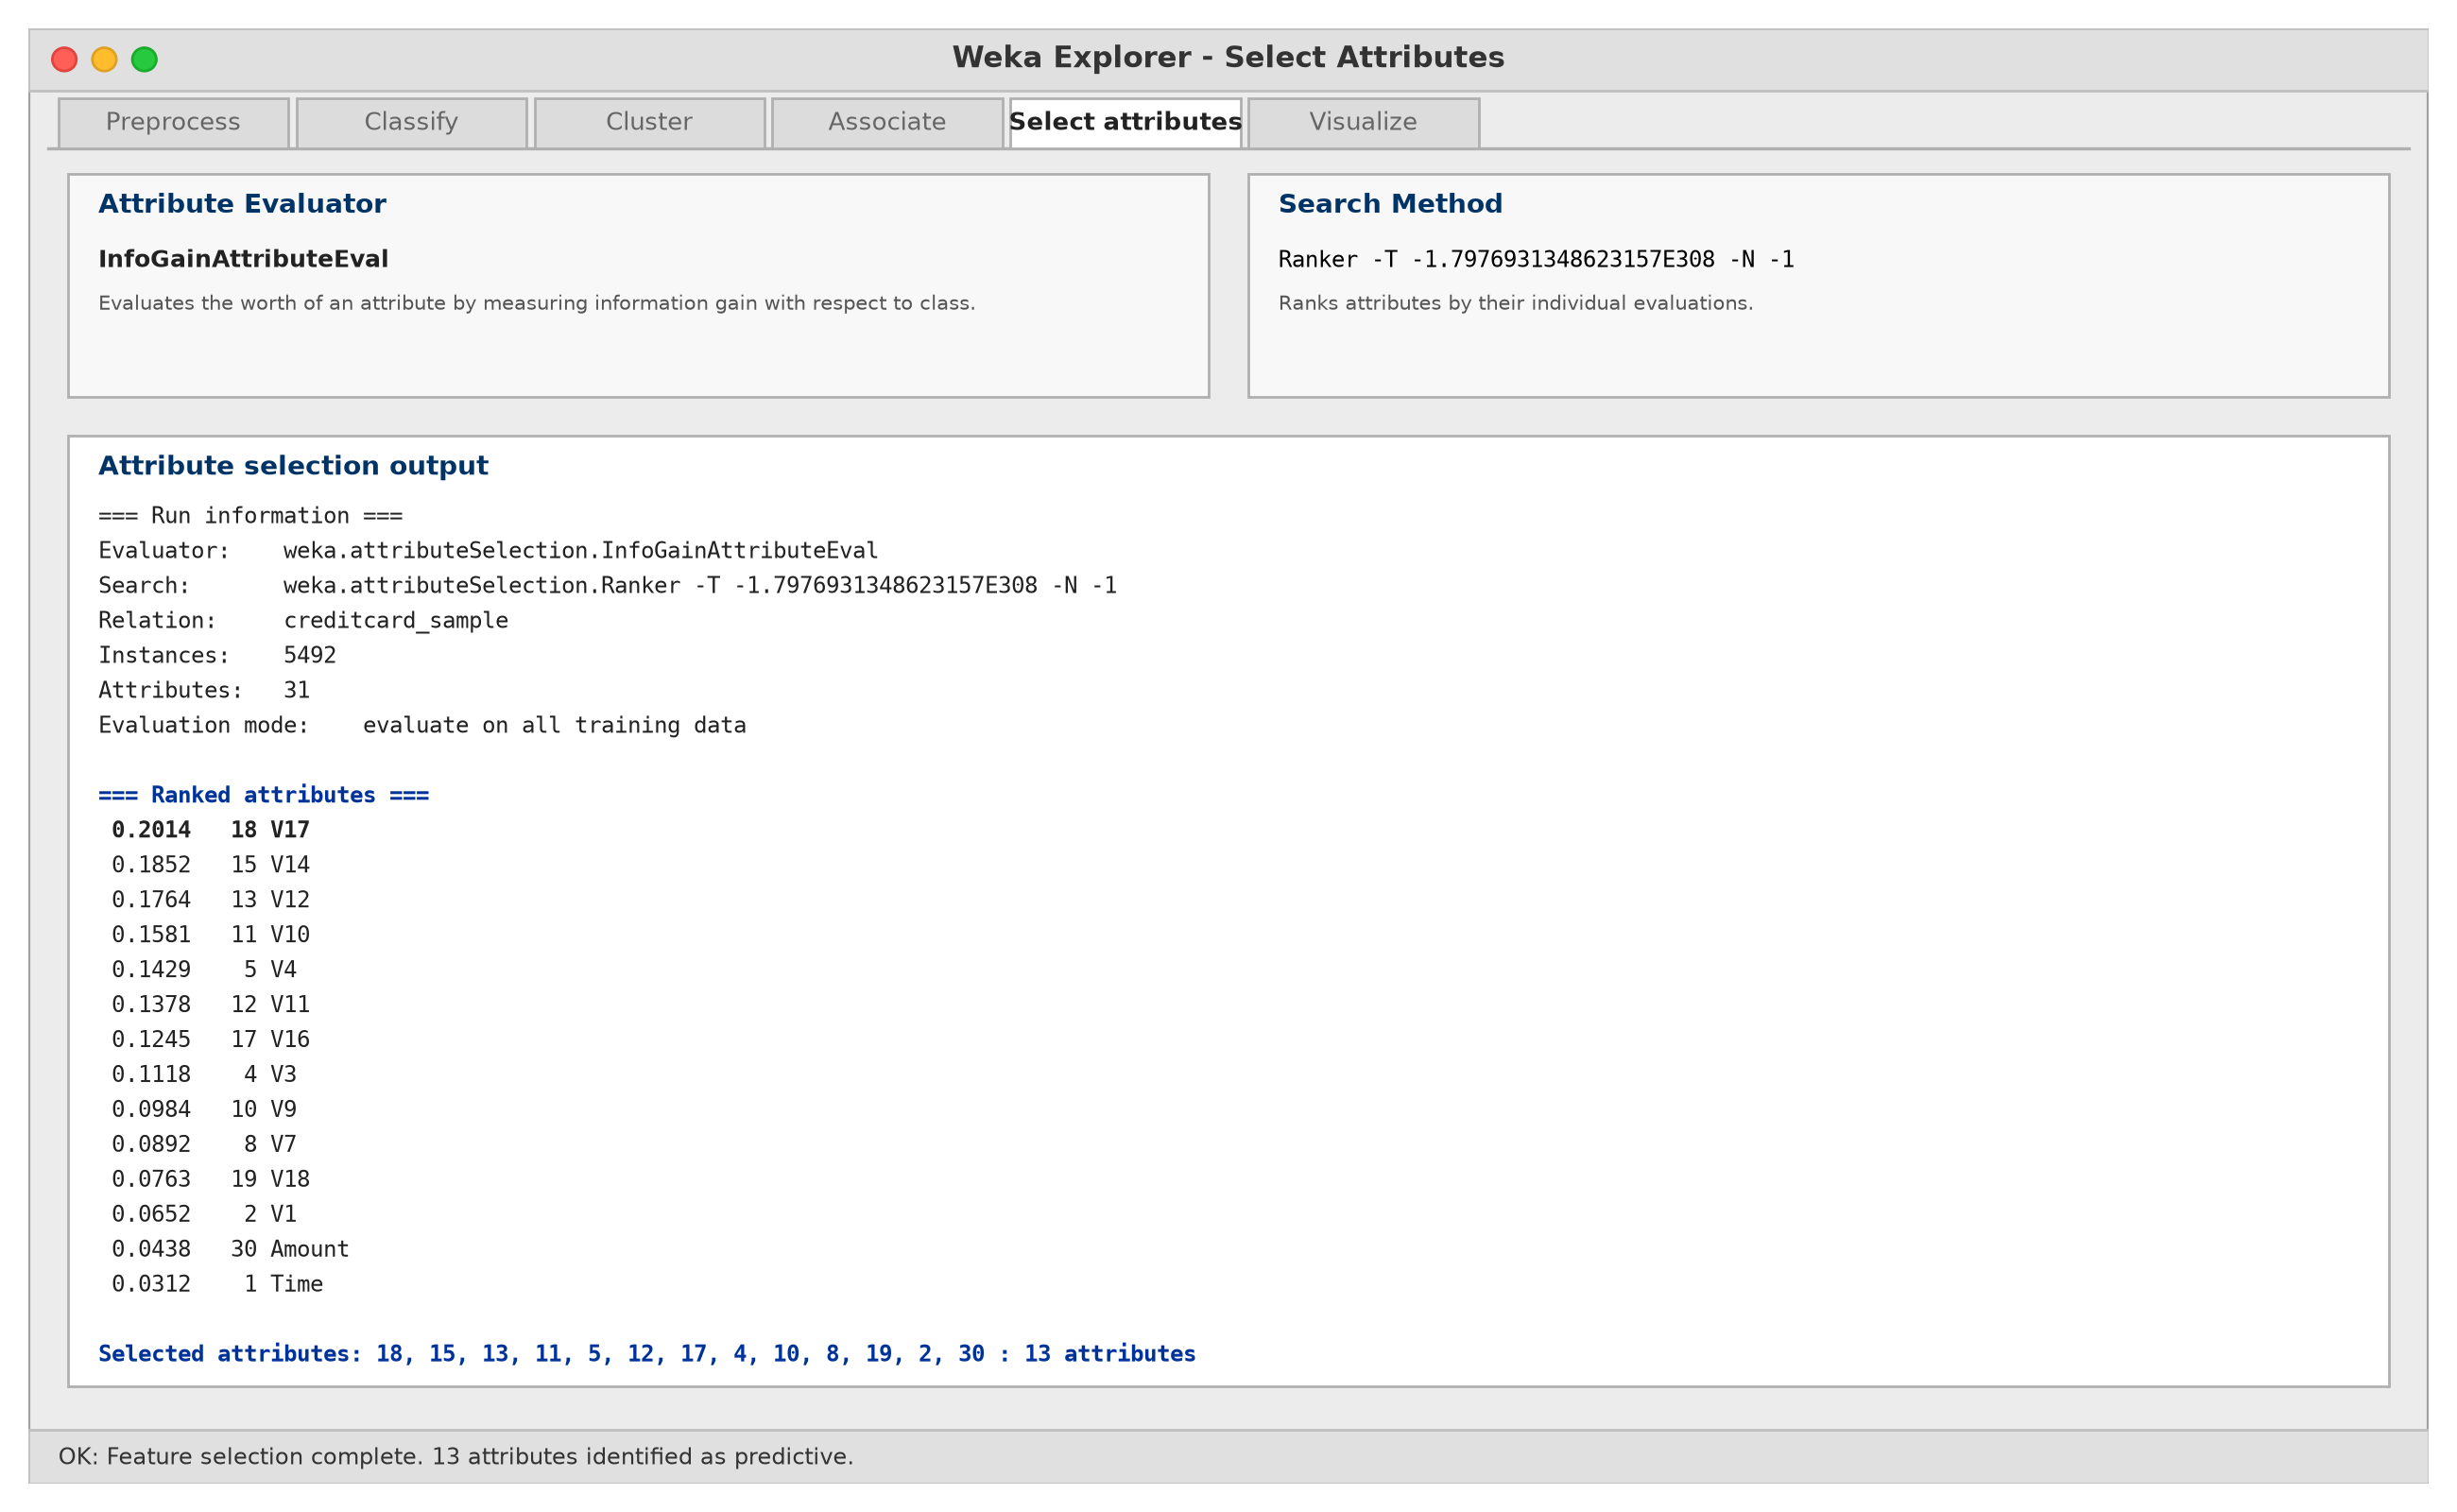 Weka Explorer - Select Attributes
Preprocess Classify Cluster Associate Select attributes Visualize
Attribute Evaluator
InfoGainAttributeEval
Evaluates the worth of an attribute by measuring information gain with respect to class.
Search Method
Ranker -T -1.7976931348623157E308 -N -1
Ranks attributes by their individual evaluations.
Attribute selection output
=== Run information ===
Evaluator:    weka.attributeSelection.InfoGainAttributeEval
Search:       weka.attributeSelection.Ranker -T -1.7976931348623157E308 -N -1
Relation:     creditcard_sample
Instances:    5492
Attributes:   31
Evaluation mode:    evaluate on all training data
=== Ranked attributes ===
0.2014   18 V17
0.1852   15 V14
0.1764   13 V12
0.1581   11 V10
0.1429    5 V4
0.1378   12 V11
0.1245   17 V16
0.1118    4 V3
0.0984   10 V9
0.0892    8 V7
0.0763   19 V18
0.0652    2 V1
0.0438   30 Amount
0.0312    1 Time
Selected attributes: 18, 15, 13, 11, 5, 12, 17, 4, 10, 8, 19, 2, 30 : 13 attributes
OK: Feature selection complete. 13 attributes identified as predictive.